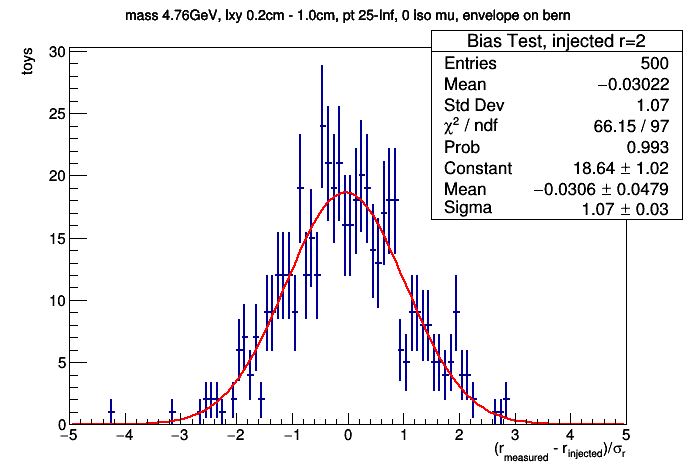 mass 4.76GeV, lxy 0.2cm - 1.0cm, pt 25-Inf, 0 Iso mu, envelope on bern
Bias Test, injected r=2
Entries 500
Mean −0.03022
Std Dev 1.07
χ² / ndf 66.15 / 97
Prob 0.993
Constant 18.64 ± 1.02
Mean −0.0306 ± 0.0479
Sigma 1.07 ± 0.03
toys
30
25
20
15
10
5
0
−5 −4 −3 −2 −1 0 1 2 3 4 5
(r_measured - r_injected)/σ_r